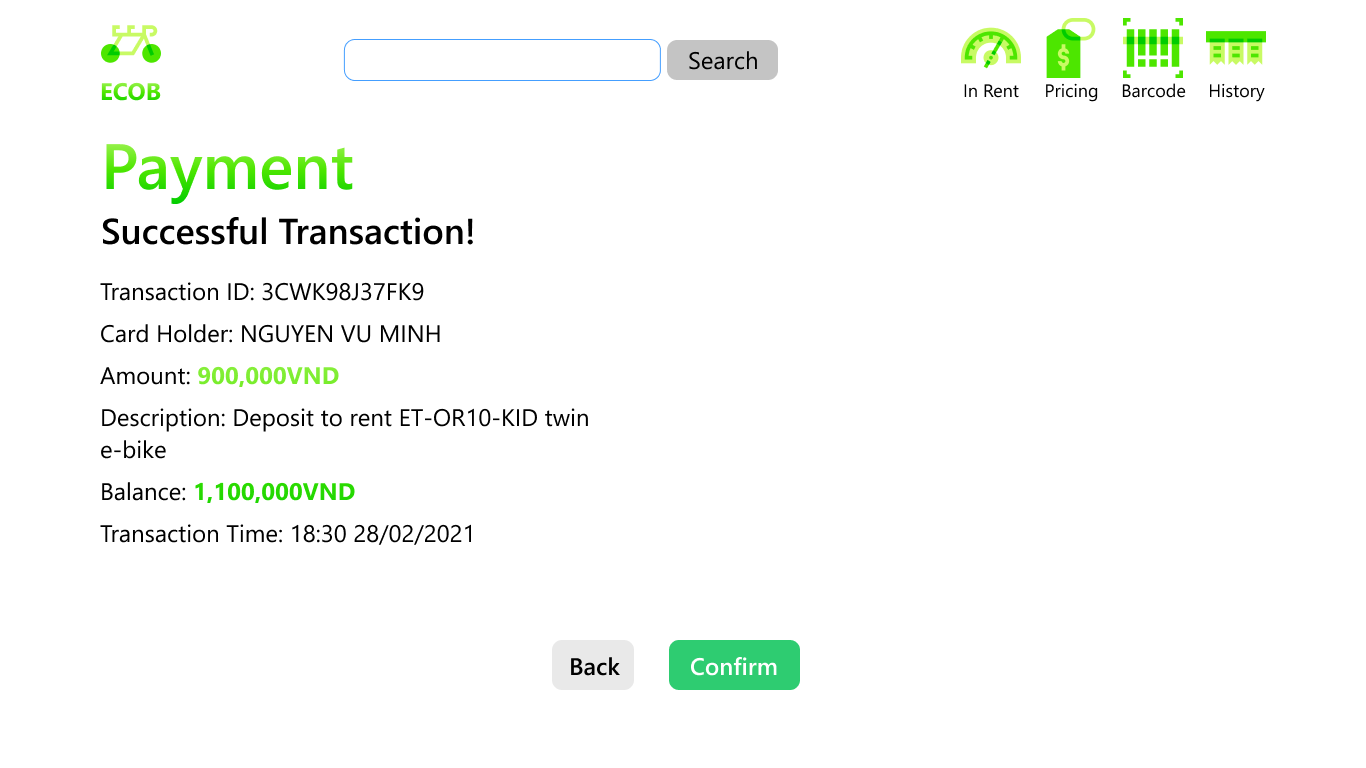 ECOB
Search
In Rent
Pricing
Barcode
History
Payment
Successful Transaction!
Transaction ID: 3CWK98J37FK9
Card Holder: NGUYEN VU MINH
Amount: 900,000VND
Description: Deposit to rent ET-OR10-KID twin
e-bike
Balance: 1,100,000VND
Transaction Time: 18:30 28/02/2021
Back
Confirm